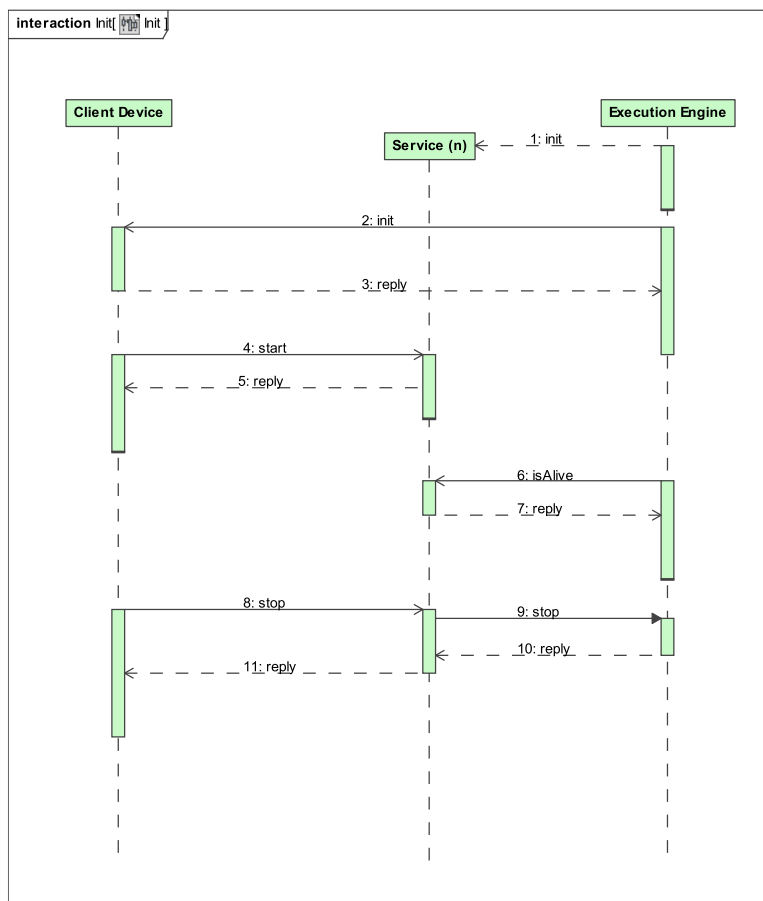 interaction Init[ Init ]
Client Device
Execution Engine
Service (n)
1: init
2: init
3: reply
4: start
5: reply
6: isAlive
7: reply
8: stop
9: stop
10: reply
11: reply